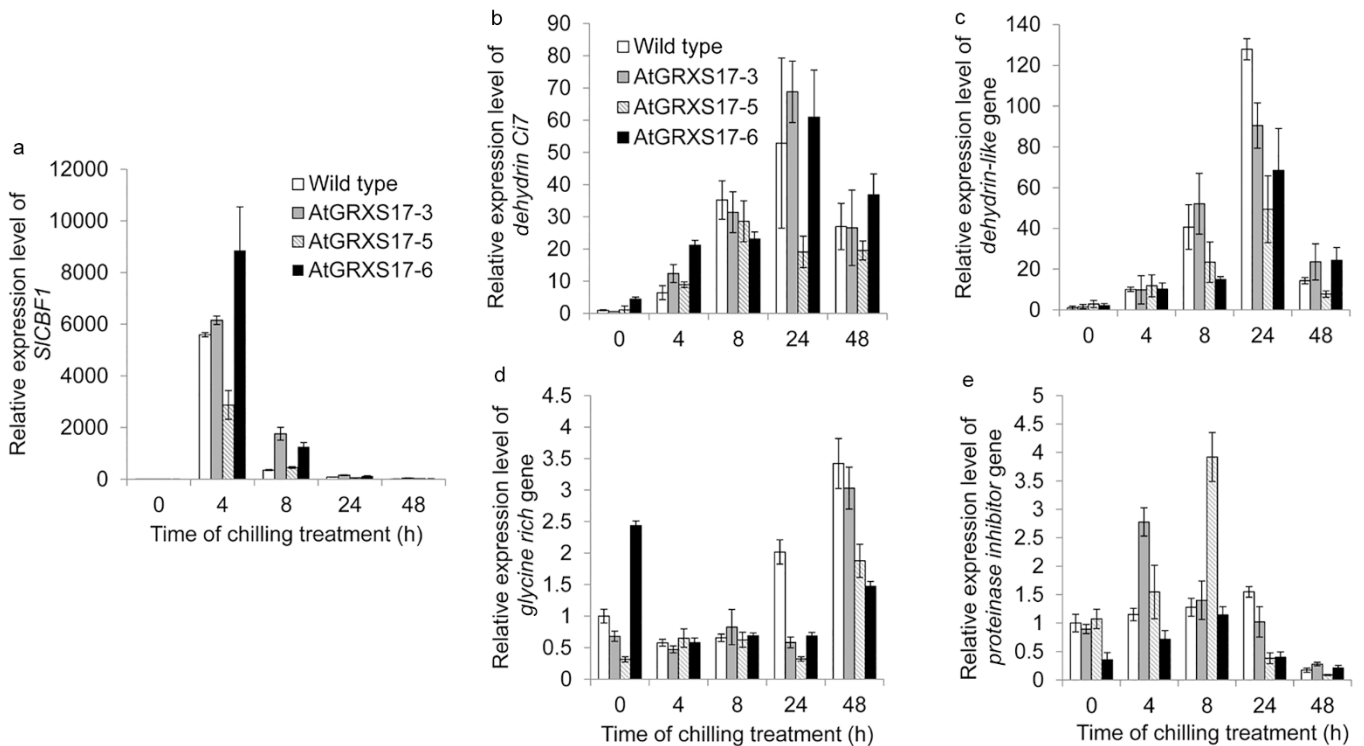 a
Relative expression level of
SlCBF1
12000
10000
8000
6000
4000
2000
0
Wild type
AtGRXS17-3
AtGRXS17-5
AtGRXS17-6
0 4 8 24 48
Time of chilling treatment (h)
b
Relative expression level of
dehydrin Ci7
90
80
70
60
50
40
30
20
10
0
Wild type
AtGRXS17-3
AtGRXS17-5
AtGRXS17-6
0 4 8 24 48
c
Relative expression level of
dehydrin-like gene
140
120
100
80
60
40
20
0
0 4 8 24 48
d
Relative expression level of
glycine rich gene
4.5
4
3.5
3
2.5
2
1.5
1
0.5
0
0 4 8 24 48
Time of chilling treatment (h)
e
Relative expression level of
proteinase inhibitor gene
5
4.5
4
3.5
3
2.5
2
1.5
1
0.5
0
0 4 8 24 48
Time of chilling treatment (h)